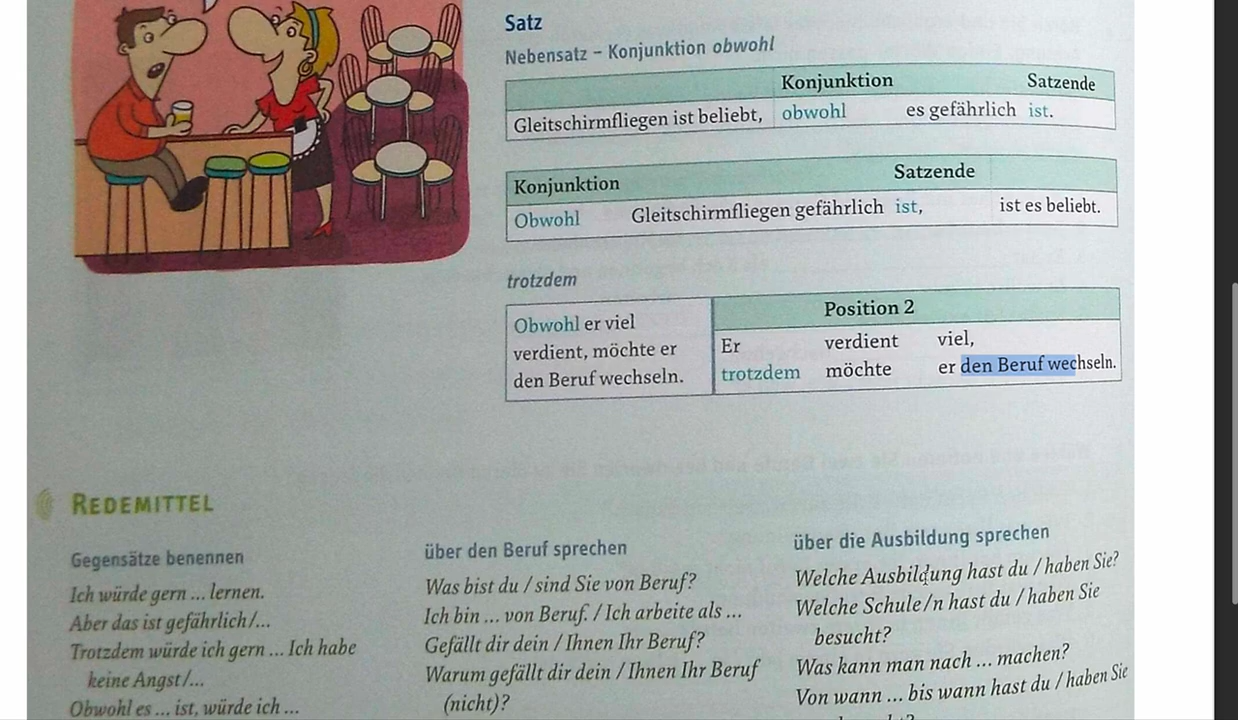 Satz
Nebensatz – Konjunktion obwohl
Konjunktion Satzende
Gleitschirmfliegen ist beliebt, obwohl es gefährlich ist.
Konjunktion Satzende
Obwohl Gleitschirmfliegen gefährlich ist, ist es beliebt.
trotzdem
Obwohl er viel
verdient, möchte er
den Beruf wechseln.
Position 2
Er verdient viel,
trotzdem möchte er den Beruf wechseln.
REDEMITTEL
Gegensätze benennen
Ich würde gern ... lernen.
Aber das ist gefährlich/...
Trotzdem würde ich gern ... Ich habe
keine Angst/...
Obwohl es ... ist, würde ich ...
über den Beruf sprechen
Was bist du / sind Sie von Beruf?
Ich bin ... von Beruf. / Ich arbeite als ...
Gefällt dir dein / Ihnen Ihr Beruf?
Warum gefällt dir dein / Ihnen Ihr Beruf
(nicht)?
über die Ausbildung sprechen
Welche Ausbildung hast du / haben Sie?
Welche Schule/n hast du / haben Sie
besucht?
Was kann man nach ... machen?
Von wann ... bis wann hast du / haben Sie